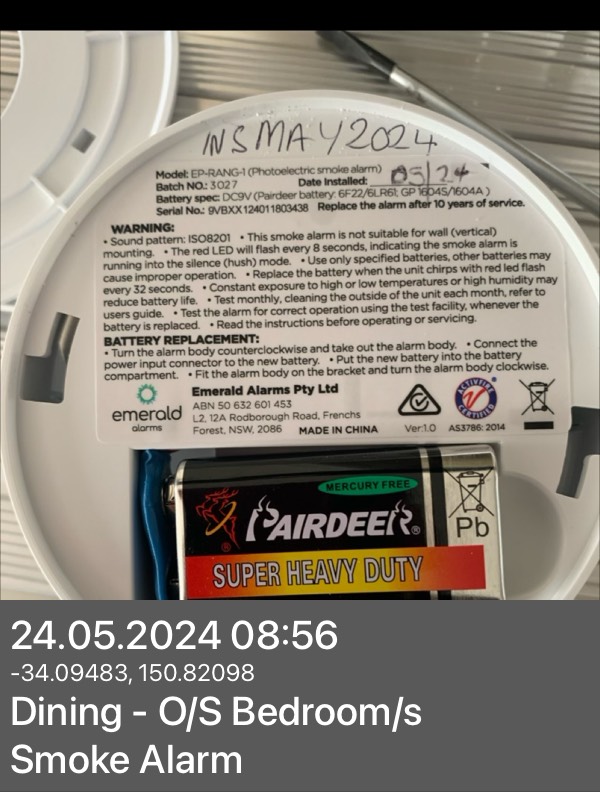 INS MAY 2024
Model: EP-RANG-1 (Photoelectric smoke alarm)
Batch NO.: 3027 Date Installed: 05/24
Battery spec: DC9V (Pairdeer battery: 6F22/6LR61; GP 1604S/1604A )
Serial No.: 9VBXX124011803438 Replace the alarm after 10 years of service.
WARNING:
• Sound pattern: ISO8201 • This smoke alarm is not suitable for wall (vertical)
mounting. • The red LED will flash every 8 seconds, indicating the smoke alarm is
running into the silence (hush) mode. • Use only specified batteries, other batteries may
cause improper operation. • Replace the battery when the unit chirps with red led flash
every 32 seconds. • Constant exposure to high or low temperatures or high humidity may
reduce battery life. • Test monthly, cleaning the outside of the unit each month, refer to
users guide. • Test the alarm for correct operation using the test facility, whenever the
battery is replaced. • Read the instructions before operating or servicing.
BATTERY REPLACEMENT:
• Turn the alarm body counterclockwise and take out the alarm body. • Connect the
power input connector to the new battery. • Put the new battery into the battery
compartment. • Fit the alarm body on the bracket and turn the alarm body clockwise.
emerald
alarms
Emerald Alarms Pty Ltd
ABN 50 632 601 453
L2, 12A Rodborough Road, Frenchs
Forest, NSW, 2086 MADE IN CHINA
ACTIVFIRE
CERTIFIED
Ver:1.0 AS3786: 2014
MERCURY FREE
PAIRDEER®
SUPER HEAVY DUTY
Pb
24.05.2024 08:56
-34.09483, 150.82098
Dining - O/S Bedroom/s
Smoke Alarm